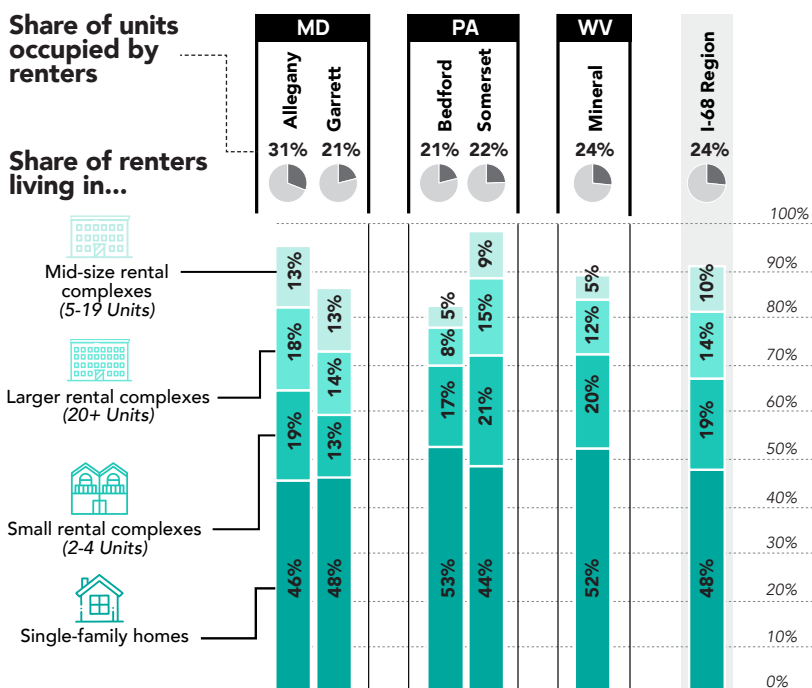 Share of units
occupied by
renters
MD
PA
WV
Allegany
Garrett
Bedford
Somerset
Mineral
I-68 Region
31%
21%
21%
22%
24%
24%
Share of renters
living in...
Mid-size rental
complexes
(5-19 Units)
Larger rental complexes
(20+ Units)
Small rental complexes
(2-4 Units)
Single-family homes
13%
18%
19%
46%
13%
14%
13%
48%
5%
8%
17%
53%
9%
15%
21%
44%
5%
12%
20%
52%
10%
14%
19%
48%
100%
90%
80%
70%
60%
50%
40%
30%
20%
10%
0%